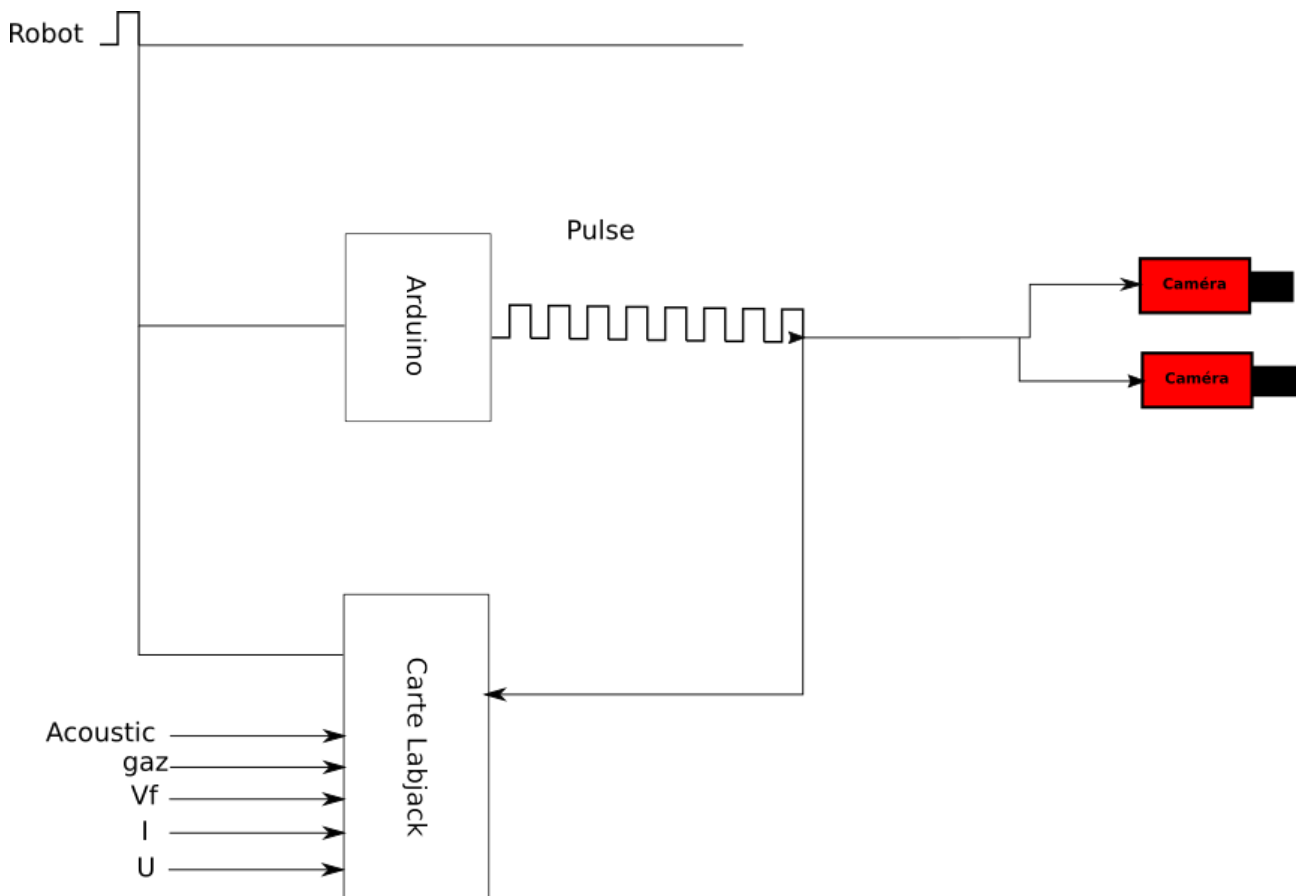 Robot
Pulse
Arduino
Caméra
Caméra
Carte Labjack
Acoustic
gaz
Vf
I
U